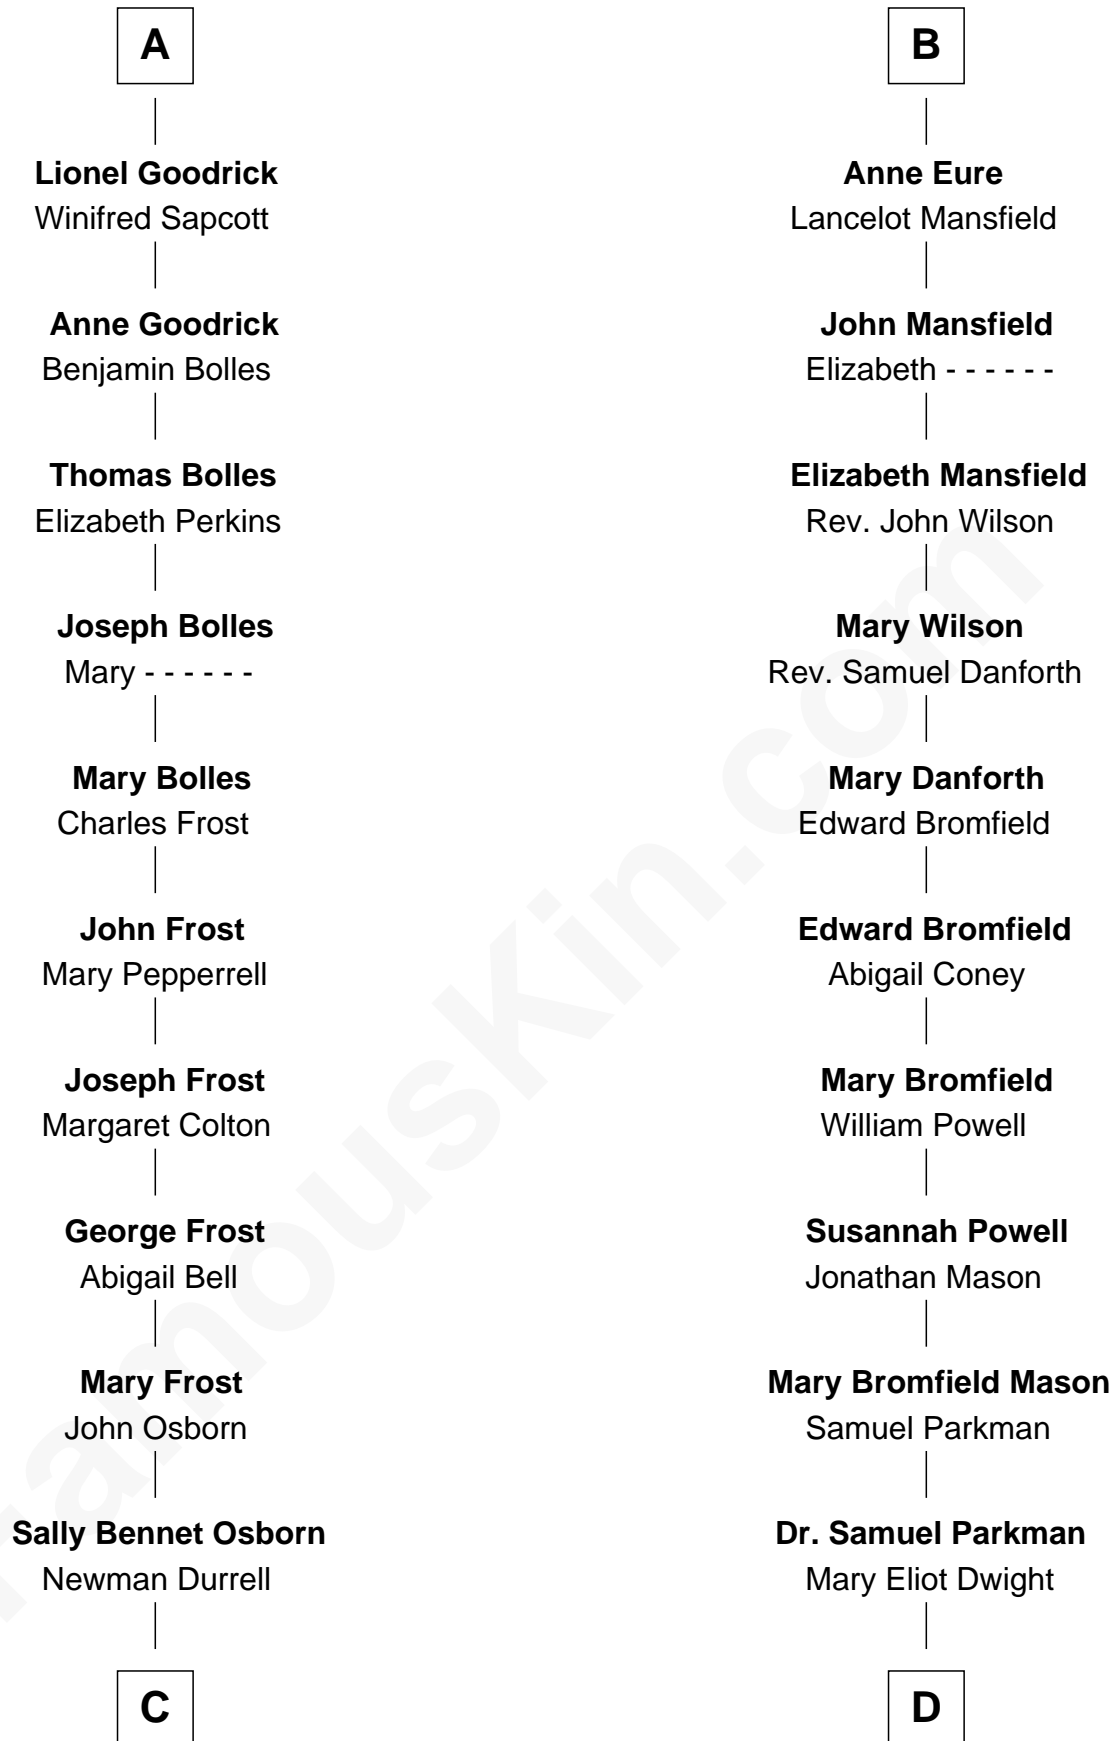 A
Lionel Goodrick
Winifred Sapcott
Anne Goodrick
Benjamin Bolles
Thomas Bolles
Elizabeth Perkins
Joseph Bolles
Mary - - - - - -
Mary Bolles
Charles Frost
John Frost
Mary Pepperrell
Joseph Frost
Margaret Colton
George Frost
Abigail Bell
Mary Frost
John Osborn
Sally Bennet Osborn
Newman Durrell
C
B
Anne Eure
Lancelot Mansfield
John Mansfield
Elizabeth - - - - - -
Elizabeth Mansfield
Rev. John Wilson
Mary Wilson
Rev. Samuel Danforth
Mary Danforth
Edward Bromfield
Edward Bromfield
Abigail Coney
Mary Bromfield
William Powell
Susannah Powell
Jonathan Mason
Mary Bromfield Mason
Samuel Parkman
Dr. Samuel Parkman
Mary Eliot Dwight
D
FamousKin.com